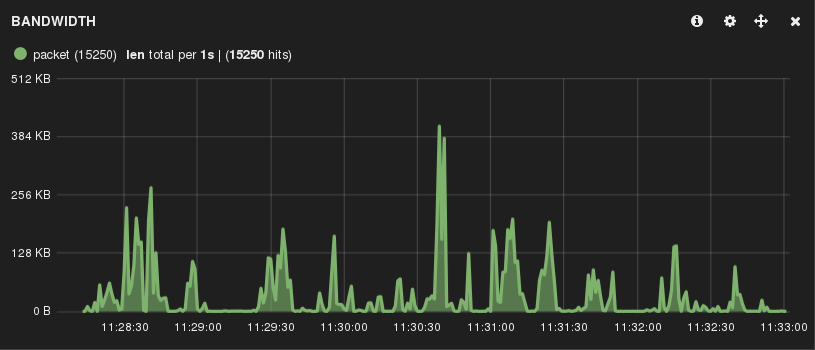 BANDWIDTH
packet (15250) len total per 1s | (15250 hits)
512 KB
384 KB
256 KB
128 KB
0 B
11:28:30 11:29:00 11:29:30 11:30:00 11:30:30 11:31:00 11:31:30 11:32:00 11:32:30 11:33:00